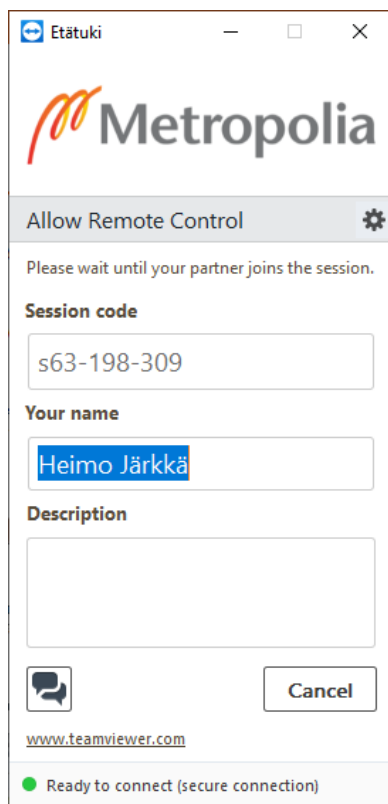 Etätuki
Metropolia
Allow Remote Control
Please wait until your partner joins the session.
Session code
s63-198-309
Your name
Heimo Järkkä
Description
Cancel
www.teamviewer.com
Ready to connect (secure connection)